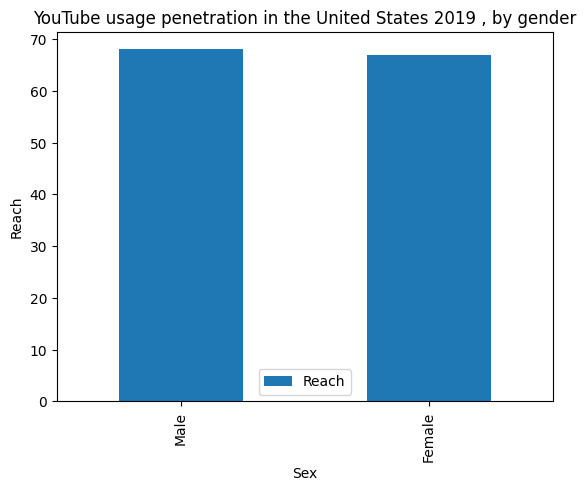 YouTube usage penetration in the United States 2019 , by gender
70
60
50
40
30
20
10
0
Reach
Reach
Male
Female
Sex